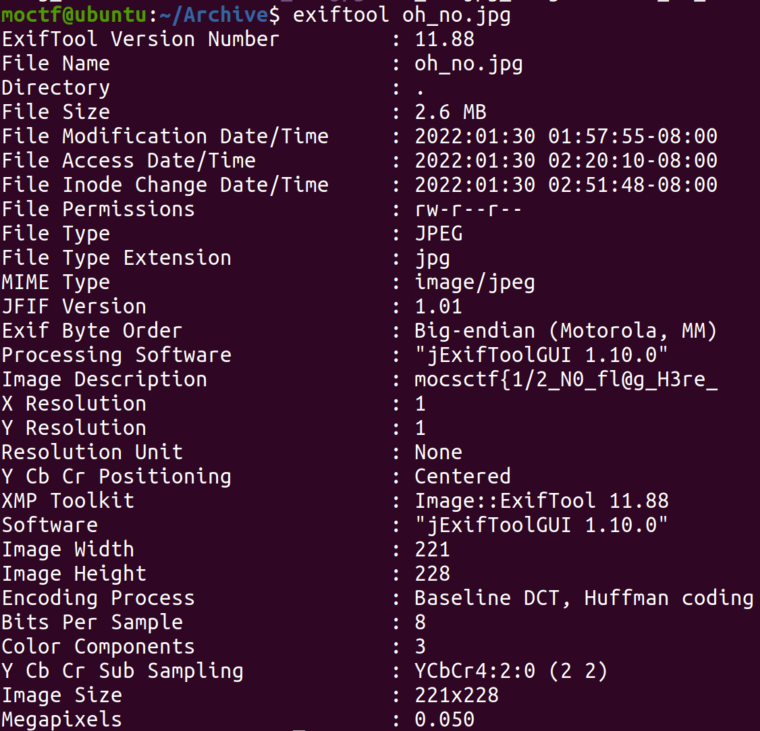 moctf@ubuntu:~/Archive$ exiftool oh_no.jpg
ExifTool Version Number : 11.88
File Name : oh_no.jpg
Directory : .
File Size : 2.6 MB
File Modification Date/Time : 2022:01:30 01:57:55-08:00
File Access Date/Time : 2022:01:30 02:20:10-08:00
File Inode Change Date/Time : 2022:01:30 02:51:48-08:00
File Permissions : rw-r--r--
File Type : JPEG
File Type Extension : jpg
MIME Type : image/jpeg
JFIF Version : 1.01
Exif Byte Order : Big-endian (Motorola, MM)
Processing Software : "jExifToolGUI 1.10.0"
Image Description : mocsctf{1/2_N0_fl@g_H3re_
X Resolution : 1
Y Resolution : 1
Resolution Unit : None
Y Cb Cr Positioning : Centered
XMP Toolkit : Image::ExifTool 11.88
Software : "jExifToolGUI 1.10.0"
Image Width : 221
Image Height : 228
Encoding Process : Baseline DCT, Huffman coding
Bits Per Sample : 8
Color Components : 3
Y Cb Cr Sub Sampling : YCbCr4:2:0 (2 2)
Image Size : 221x228
Megapixels : 0.050